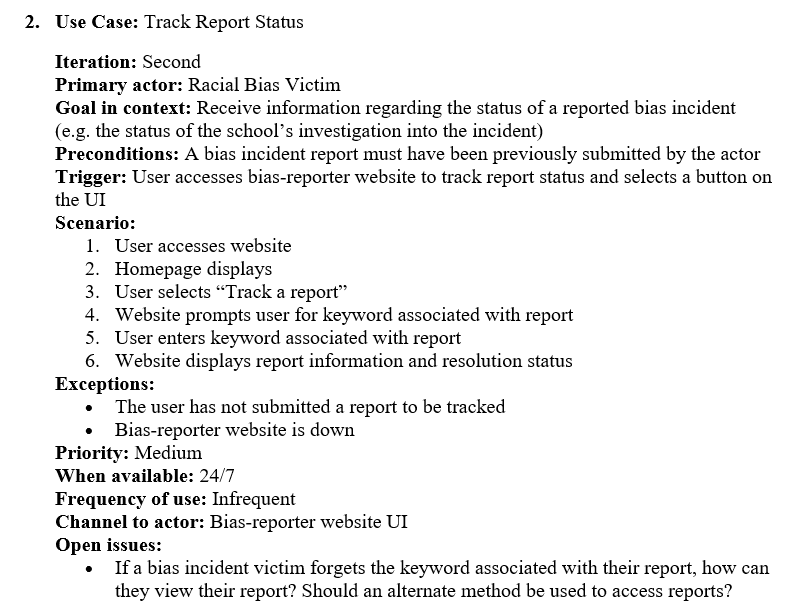 2. Use Case: Track Report Status
Iteration: Second
Primary actor: Racial Bias Victim
Goal in context: Receive information regarding the status of a reported bias incident
(e.g. the status of the school’s investigation into the incident)
Preconditions: A bias incident report must have been previously submitted by the actor
Trigger: User accesses bias-reporter website to track report status and selects a button on
the UI
Scenario:
1. User accesses website
2. Homepage displays
3. User selects “Track a report”
4. Website prompts user for keyword associated with report
5. User enters keyword associated with report
6. Website displays report information and resolution status
Exceptions:
• The user has not submitted a report to be tracked
• Bias-reporter website is down
Priority: Medium
When available: 24/7
Frequency of use: Infrequent
Channel to actor: Bias-reporter website UI
Open issues:
• If a bias incident victim forgets the keyword associated with their report, how can
they view their report? Should an alternate method be used to access reports?